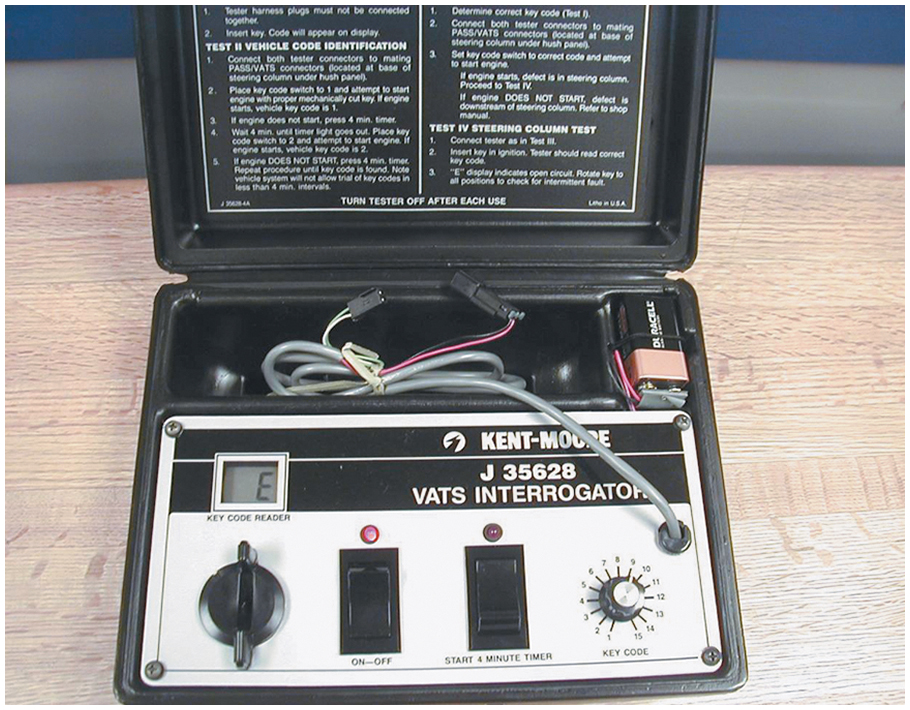 1. Tester harness plugs must not be connected
together.
2. Insert key. Code will appear on display.
TEST II VEHICLE CODE IDENTIFICATION
1. Connect both tester connectors to mating
PASS/VATS connectors (located at base of
steering column under hush panel).
2. Place key code switch to 1 and attempt to start
engine with proper mechanically cut key. If engine
starts, vehicle key code is 1.
3. If engine does not start, press 4 min. timer.
4. Wait 4 min. until timer light goes out. Place key
code switch to 2 and attempt to start engine. If
engine starts, vehicle key code is 2.
5. If engine DOES NOT START, press 4 min. timer.
Repeat procedure until key code is found. Note
vehicle system will not allow trial of key codes in
less than 4 min. intervals.
1. Determine correct key code (Test I).
2. Connect both tester connectors to mating
PASS/VATS connectors (located at base of
steering column under hush panel).
3. Set key code switch to correct code and attempt
to start engine.
If engine starts, defect is in steering column.
Proceed to Test IV.
If engine DOES NOT START, defect is
downstream of steering column. Refer to shop
manual.
TEST IV STEERING COLUMN TEST
1. Connect tester as in Test III.
2. Insert key in ignition. Tester should read correct
key code.
3. "E" display indicates open circuit. Rotate key to
all positions to check for intermittent fault.
J 35628-4A
TURN TESTER OFF AFTER EACH USE
Litho in U.S.A.
DURACELL
KENT-MOORE
J 35628
VATS INTERROGATOR
E
KEY CODE READER
ON—OFF
START 4 MINUTE TIMER
1 2 3 4 5 6 7 8 9 10 11 12 13 14 15
KEY CODE